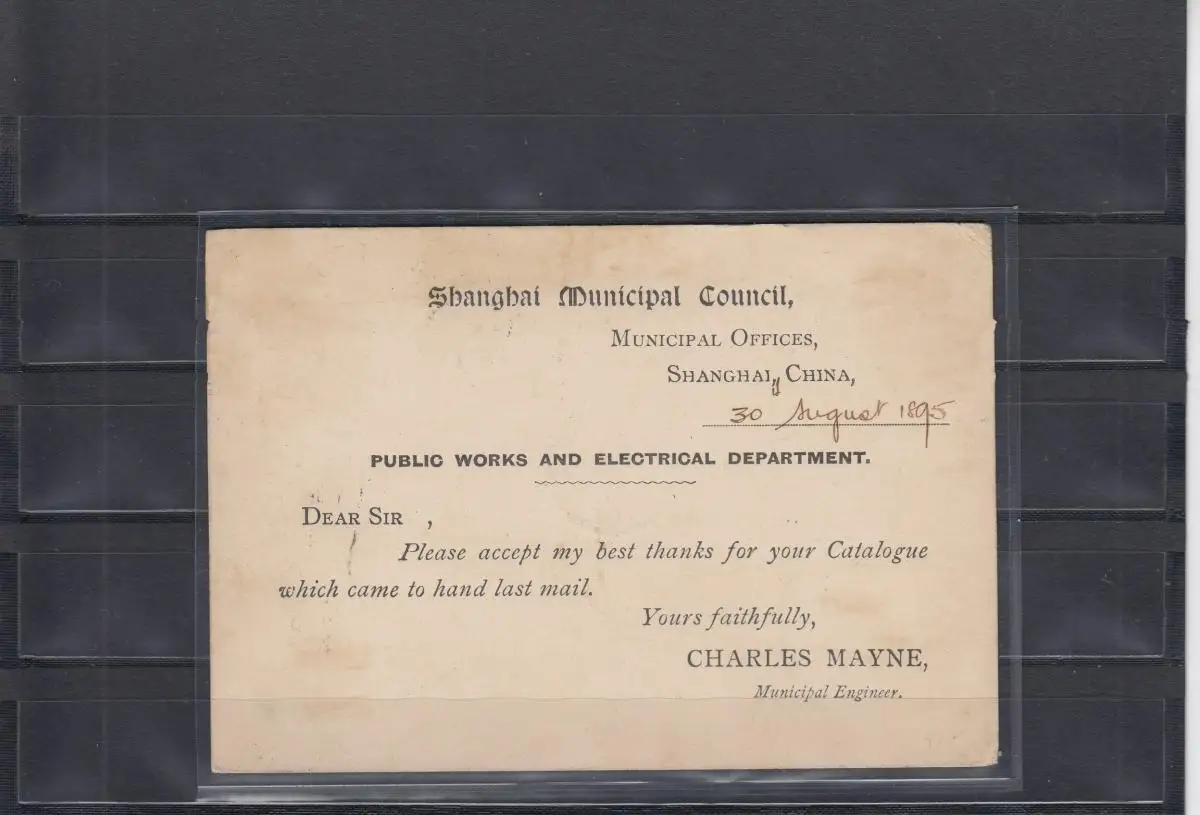 Shanghai Municipal Council,
MUNICIPAL OFFICES,
SHANGHAI, CHINA,
30 August 1895
PUBLIC WORKS AND ELECTRICAL DEPARTMENT.
DEAR SIR ,
Please accept my best thanks for your Catalogue
which came to hand last mail.
Yours faithfully,
CHARLES MAYNE,
Municipal Engineer.